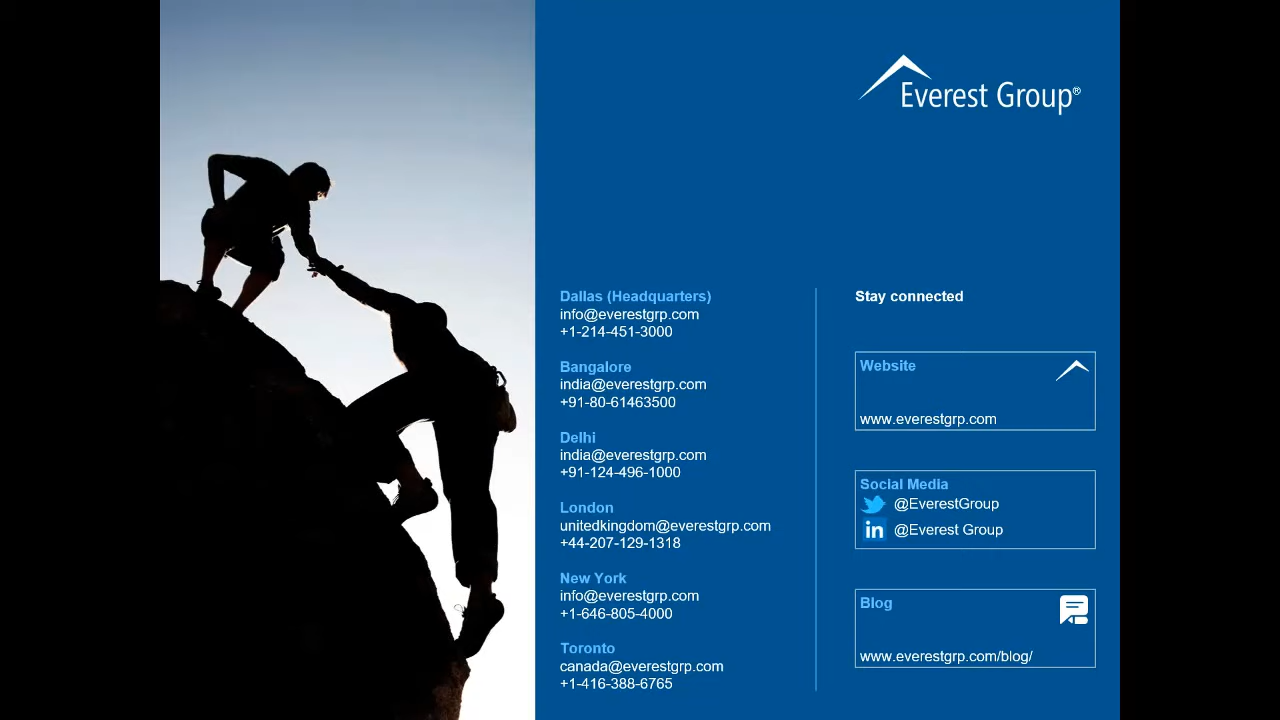 Everest Group®
Dallas (Headquarters)
info@everestgrp.com
+1-214-451-3000
Bangalore
india@everestgrp.com
+91-80-61463500
Delhi
india@everestgrp.com
+91-124-496-1000
London
unitedkingdom@everestgrp.com
+44-207-129-1318
New York
info@everestgrp.com
+1-646-805-4000
Toronto
canada@everestgrp.com
+1-416-388-6765
Stay connected
Website
www.everestgrp.com
Social Media
@EverestGroup
in @Everest Group
Blog
www.everestgrp.com/blog/